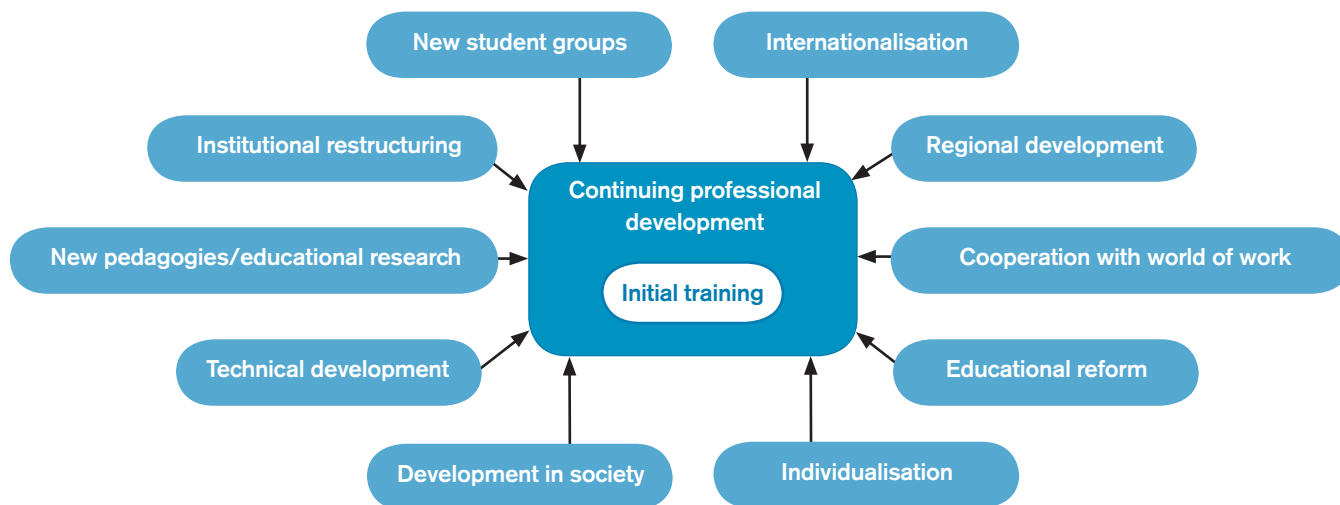 New student groups
Internationalisation
Institutional restructuring
Regional development
Continuing professional
development
New pedagogies/educational research
Cooperation with world of work
Initial training
Technical development
Educational reform
Development in society
Individualisation